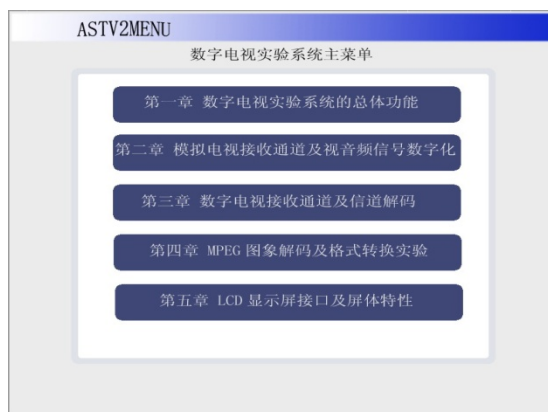 ASTV2MENU
数字电视实验系统主菜单
第一章 数字电视实验系统的总体功能
第二章 模拟电视接收通道及视音频信号数字化
第三章 数字电视接收通道及信道解码
第四章 MPEG 图象解码及格式转换实验
第五章 LCD 显示屏接口及屏体特性